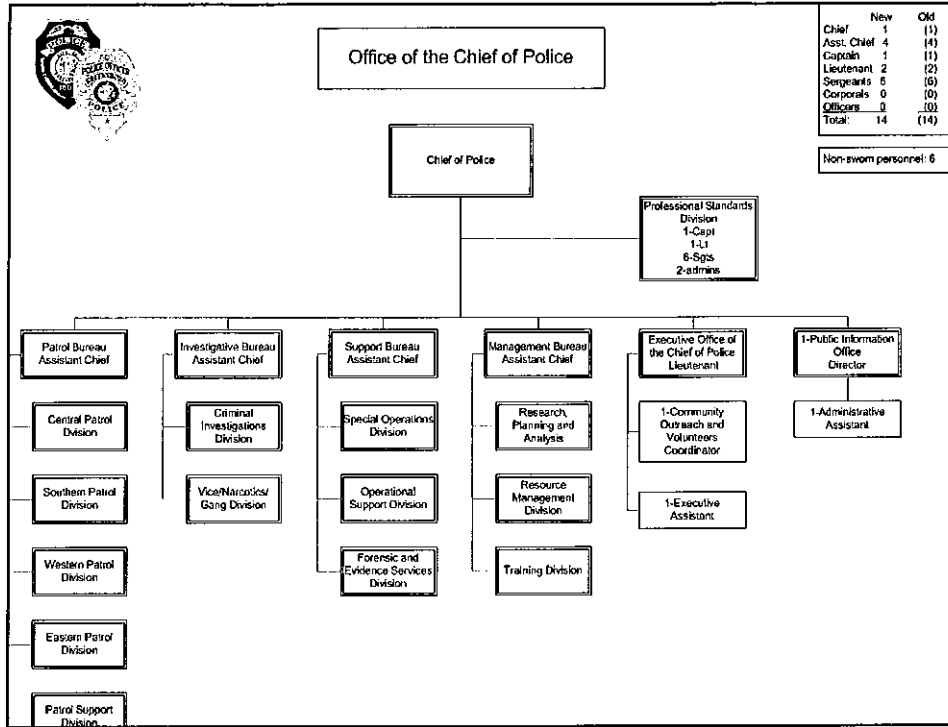 POLICE
POLICE OFFICER
POLICE
Office of the Chief of Police
New Old
Chief 1 (1)
Asst. Chief 4 (4)
Captain 1 (1)
Lieutenant 2 (2)
Sergeants 6 (6)
Corporals 0 (0)
Officers 0 (0)
Total: 14 (14)
Non-sworn personnel: 6
Chief of Police
Professional Standards
Division
1-Capt
1-Lt
6-Sgts
2-admins
Patrol Bureau
Assistant Chief
Central Patrol
Division
Southern Patrol
Division
Western Patrol
Division
Eastern Patrol
Division
Patrol Support
Division
Investigative Bureau
Assistant Chief
Criminal
Investigations
Division
Vice/Narcotics/
Gang Division
Support Bureau
Assistant Chief
Special Operations
Division
Operational
Support Division
Forensic and
Evidence Services
Division
Management Bureau
Assistant Chief
Research,
Planning and
Analysis
Resource
Management
Division
Training Division
Executive Office of
the Chief of Police
Lieutenant
1-Community
Outreach and
Volunteers
Coordinator
1-Executive
Assistant
1-Public Information
Office
Director
1-Administrative
Assistant